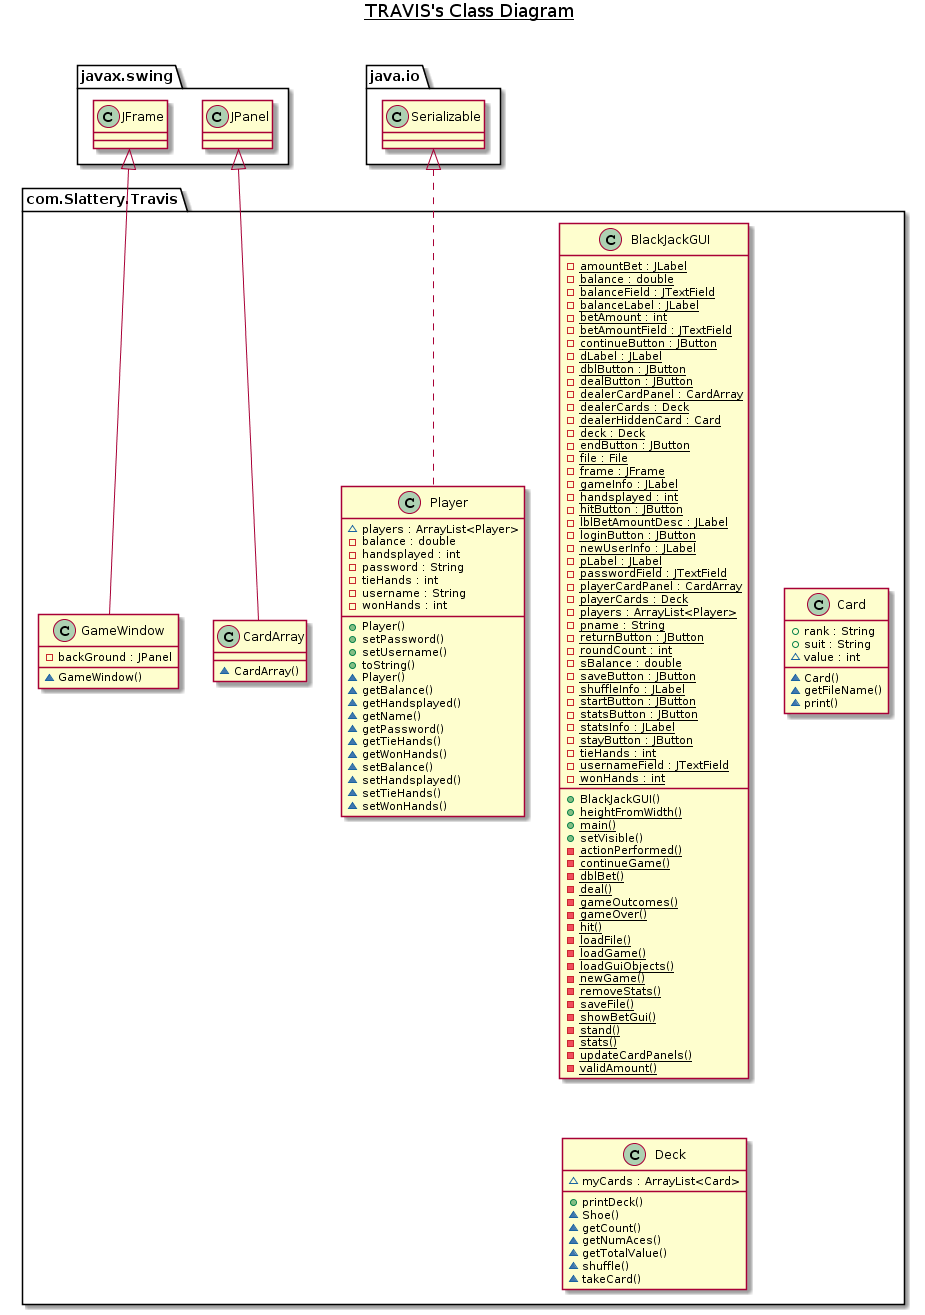 TRAVIS's Class Diagram
javax.swing
C JFrame
C JPanel
java.io
C Serializable
com.Slattery.Travis
C GameWindow
backGround : JPanel
GameWindow()
C CardArray
CardArray()
C Player
players : ArrayList<Player>
balance : double
handsplayed : int
password : String
tieHands : int
username : String
wonHands : int
Player()
setPassword()
setUsername()
toString()
Player()
getBalance()
getHandsplayed()
getName()
getPassword()
getTieHands()
getWonHands()
setBalance()
setHandsplayed()
setTieHands()
setWonHands()
C BlackJackGUI
amountBet : JLabel
balance : double
balanceField : JTextField
balanceLabel : JLabel
betAmount : int
betAmountField : JTextField
continueButton : JButton
dLabel : JLabel
dblButton : JButton
dealButton : JButton
dealerCardPanel : CardArray
dealerCards : Deck
dealerHiddenCard : Card
deck : Deck
endButton : JButton
file : File
frame : JFrame
gameInfo : JLabel
handsplayed : int
hitButton : JButton
lblBetAmountDesc : JLabel
loginButton : JButton
newUserInfo : JLabel
pLabel : JLabel
passwordField : JTextField
playerCardPanel : CardArray
playerCards : Deck
players : ArrayList<Player>
pname : String
returnButton : JButton
roundCount : int
sBalance : double
saveButton : JButton
shuffleInfo : JLabel
startButton : JButton
statsButton : JButton
statsInfo : JLabel
stayButton : JButton
tieHands : int
usernameField : JTextField
wonHands : int
BlackJackGUI()
heightFromWidth()
main()
setVisible()
actionPerformed()
continueGame()
dblBet()
deal()
gameOutcomes()
gameOver()
hit()
loadFile()
loadGame()
loadGuiObjects()
newGame()
removeStats()
saveFile()
showBetGui()
stand()
stats()
updateCardPanels()
validAmount()
C Card
rank : String
suit : String
value : int
Card()
getFileName()
print()
C Deck
myCards : ArrayList<Card>
printDeck()
Shoe()
getCount()
getNumAces()
getTotalValue()
shuffle()
takeCard()